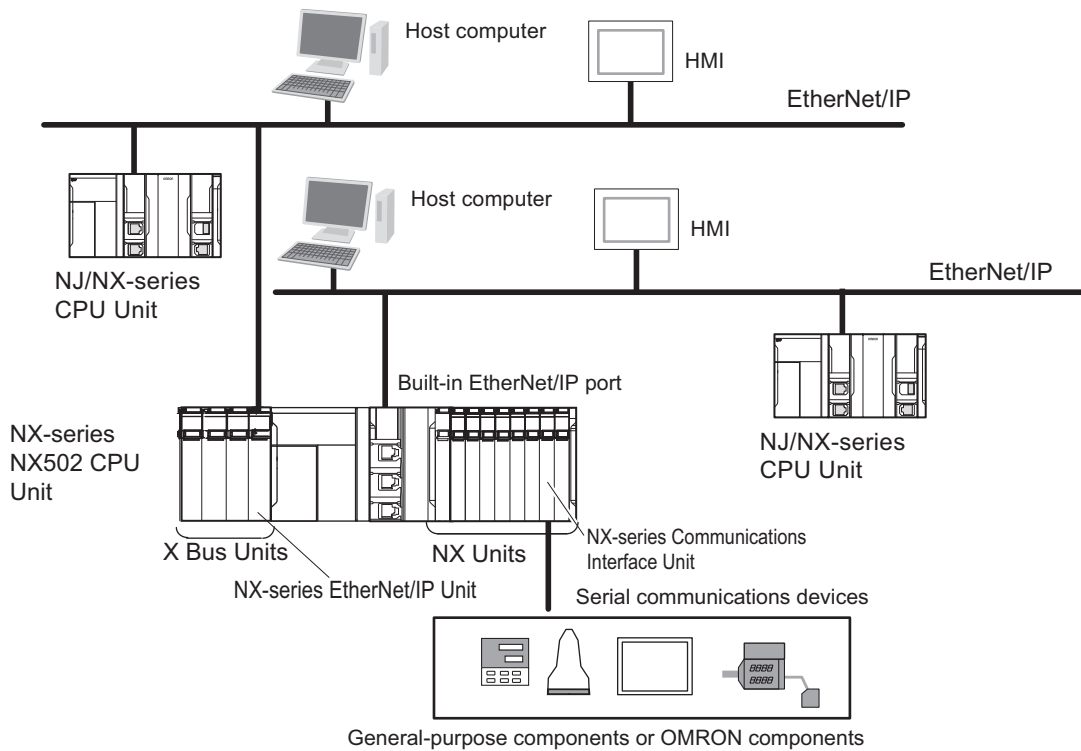 Host computer
HMI
EtherNet/IP
Host computer
HMI
NJ/NX-series
CPU Unit
EtherNet/IP
Built-in EtherNet/IP port
NX-series
NX502 CPU
Unit
NJ/NX-series
CPU Unit
X Bus Units
NX Units
NX-series Communications
Interface Unit
NX-series EtherNet/IP Unit
Serial communications devices
8888
8888
General-purpose components or OMRON components